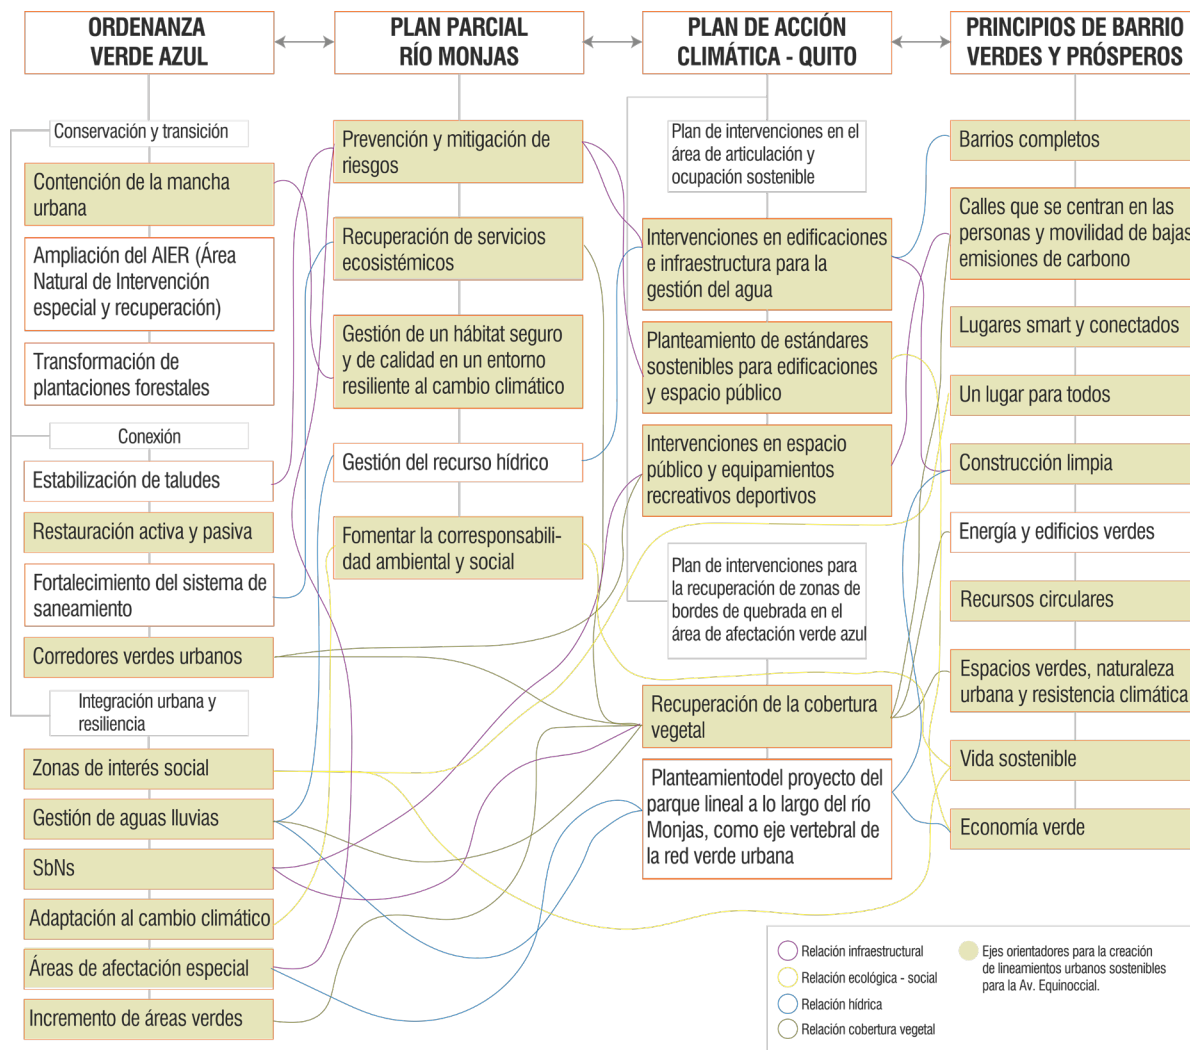 ORDENANZA
VERDE AZUL
PLAN PARCIAL
RÍO MONJAS
PLAN DE ACCIÓN
CLIMÁTICA - QUITO
PRINCIPIOS DE BARRIO
VERDES Y PRÓSPEROS
Conservación y transición
Contención de la mancha
urbana
Ampliación del AIER (Área
Natural de Intervención
especial y recuperación)
Transformación de
plantaciones forestales
Conexión
Estabilización de taludes
Restauración activa y pasiva
Fortalecimiento del sistema de
saneamiento
Corredores verdes urbanos
Integración urbana y
resiliencia
Zonas de interés social
Gestión de aguas lluvias
SbNs
Adaptación al cambio climático
Áreas de afectación especial
Incremento de áreas verdes
Prevención y mitigación de
riesgos
Recuperación de servicios
ecosistémicos
Gestión de un hábitat seguro
y de calidad en un entorno
resiliente al cambio climático
Gestión del recurso hídrico
Fomentar la corresponsabili-
dad ambiental y social
Plan de intervenciones en el
área de articulación y
ocupación sostenible
Intervenciones en edificaciones
e infraestructura para la
gestión del agua
Planteamiento de estándares
sostenibles para edificaciones
y espacio público
Intervenciones en espacio
público y equipamientos
recreativos deportivos
Plan de intervenciones para
la recuperación de zonas de
bordes de quebrada en el
área de afectación verde azul
Recuperación de la cobertura
vegetal
Planteamientodel proyecto del
parque lineal a lo largo del río
Monjas, como eje vertebral de
la red verde urbana
Barrios completos
Calles que se centran en las
personas y movilidad de bajas
emisiones de carbono
Lugares smart y conectados
Un lugar para todos
Construcción limpia
Energía y edificios verdes
Recursos circulares
Espacios verdes, naturaleza
urbana y resistencia climática
Vida sostenible
Economía verde
Relación infraestructural
Relación ecológica - social
Relación hídrica
Relación cobertura vegetal
Ejes orientadores para la creación
de lineamientos urbanos sostenibles
para la Av. Equinoccial.